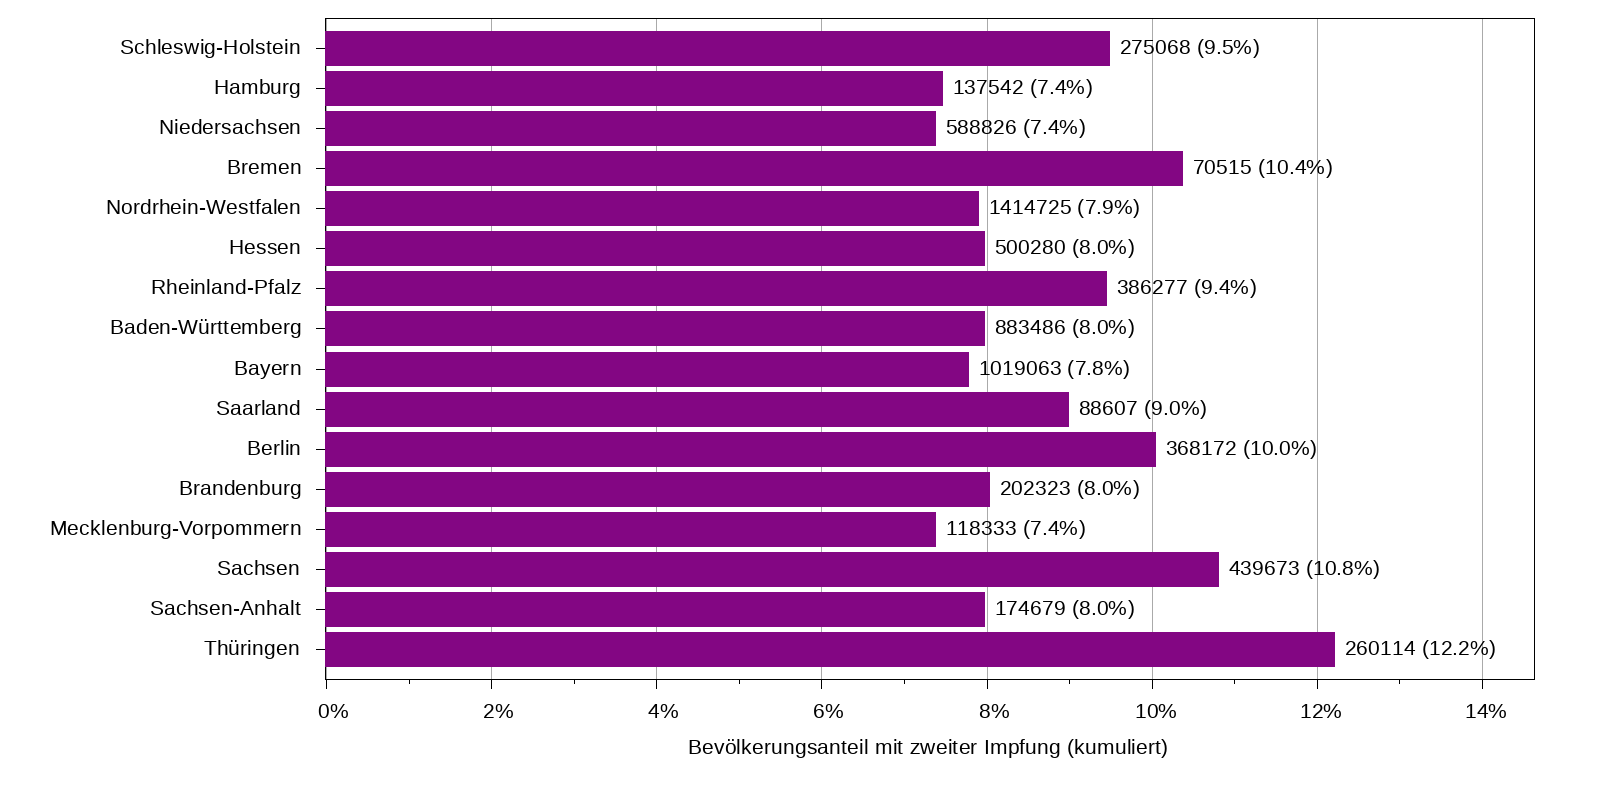 Schleswig-Holstein 275068 (9.5%)
Hamburg 137542 (7.4%)
Niedersachsen 588826 (7.4%)
Bremen 70515 (10.4%)
Nordrhein-Westfalen 1414725 (7.9%)
Hessen 500280 (8.0%)
Rheinland-Pfalz 386277 (9.4%)
Baden-Württemberg 883486 (8.0%)
Bayern 1019063 (7.8%)
Saarland 88607 (9.0%)
Berlin 368172 (10.0%)
Brandenburg 202323 (8.0%)
Mecklenburg-Vorpommern 118333 (7.4%)
Sachsen 439673 (10.8%)
Sachsen-Anhalt 174679 (8.0%)
Thüringen 260114 (12.2%)
0% 2% 4% 6% 8% 10% 12% 14%
Bevölkerungsanteil mit zweiter Impfung (kumuliert)